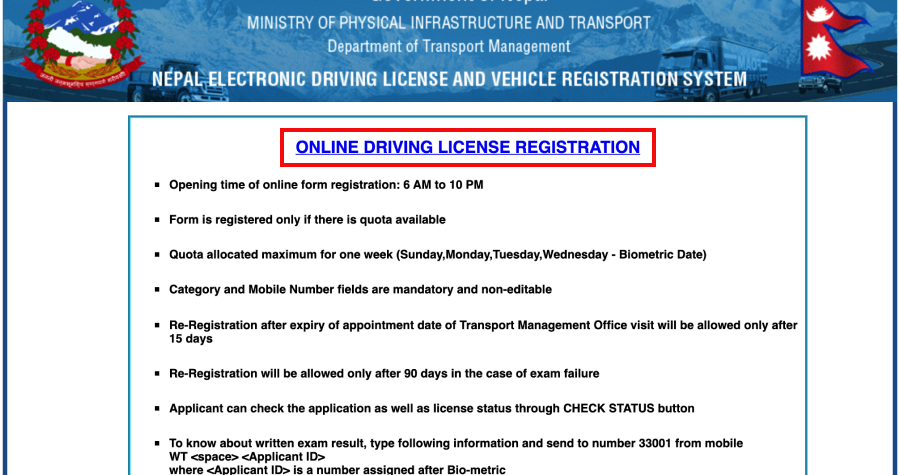 Government of Nepal
MINISTRY OF PHYSICAL INFRASTRUCTURE AND TRANSPORT
Department of Transport Management
NEPAL ELECTRONIC DRIVING LICENSE AND VEHICLE REGISTRATION SYSTEM
ONLINE DRIVING LICENSE REGISTRATION
▪ Opening time of online form registration: 6 AM to 10 PM
▪ Form is registered only if there is quota available
▪ Quota allocated maximum for one week (Sunday,Monday,Tuesday,Wednesday - Biometric Date)
▪ Category and Mobile Number fields are mandatory and non-editable
▪ Re-Registration after expiry of appointment date of Transport Management Office visit will be allowed only after
15 days
▪ Re-Registration will be allowed only after 90 days in the case of exam failure
▪ Applicant can check the application as well as license status through CHECK STATUS button
▪ To know about written exam result, type following information and send to number 33001 from mobile
WT <space> <Applicant ID>
where <Applicant ID> is a number assigned after Bio-metric